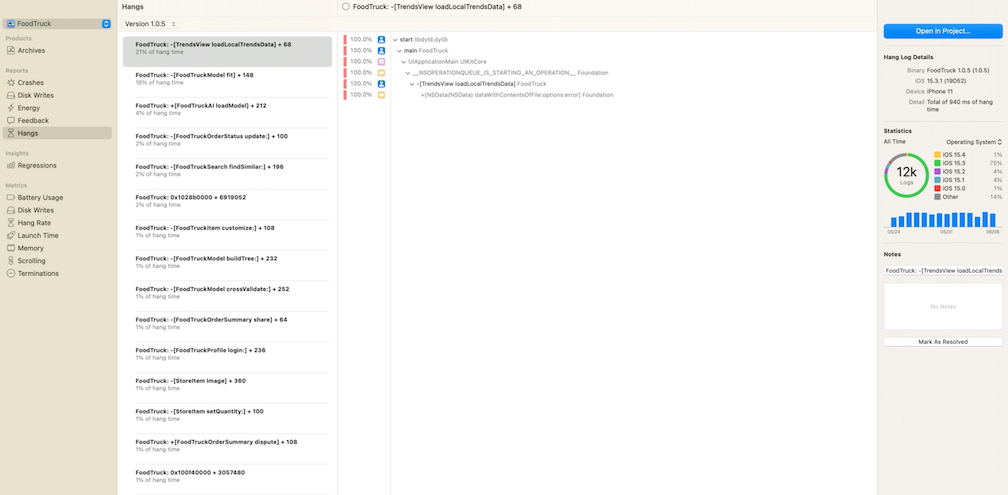 FoodTruck
Products
Archives
Reports
Crashes
Disk Writes
Energy
Feedback
Hangs
Insights
Regressions
Metrics
Battery Usage
Disk Writes
Hang Rate
Launch Time
Memory
Scrolling
Terminations
Hangs
Version 1.0.5
FoodTruck: -[TrendsView loadLocalTrendsData] + 68
21% of hang time
FoodTruck: -[FoodTruckModel fit] + 148
16% of hang time
FoodTruck: +[FoodTruckAI loadModel] + 212
4% of hang time
FoodTruck: -[FoodTruckOrderStatus update:] + 100
2% of hang time
FoodTruck: -[FoodTruckSearch findSimilar:] + 196
2% of hang time
FoodTruck: 0x1028b0000 + 6919052
2% of hang time
FoodTruck: -[FoodTruckItem customize:] + 108
1% of hang time
FoodTruck: -[FoodTruckModel buildTree:] + 232
1% of hang time
FoodTruck: -[FoodTruckModel crossValidate:] + 252
1% of hang time
FoodTruck: -[FoodTruckOrderSummary share] + 64
1% of hang time
FoodTruck: -[FoodTruckProfile login:] + 236
1% of hang time
FoodTruck: -[StoreItem Image] + 360
1% of hang time
FoodTruck: -[StoreItem setQuantity:] + 100
1% of hang time
FoodTruck: +[FoodTruckOrderSummary dispute] + 108
1% of hang time
FoodTruck: 0x100f40000 + 3057480
1% of hang time
FoodTruck: -[TrendsView loadLocalTrendsData] + 68
100.0% start libdyld.dylib
100.0% main FoodTruck
100.0% UIApplicationMain UIKitCore
100.0% __NSOPERATIONQUEUE_IS_STARTING_AN_OPERATION__ Foundation
100.0% -[TrendsView loadLocalTrendsData] FoodTruck
100.0% +[NSData(NSData) dataWithContentsOfFile:options:error] Foundation
Open in Project...
Hang Log Details
Binary FoodTruck 1.0.5 (1.0.5)
iOS 15.3.1 (19D52)
Device iPhone 11
Detail Total of 940 ms of hang
time
Statistics
All Time Operating System
12k
Logs
iOS 15.4 1%
iOS 15.3 75%
iOS 15.2 4%
iOS 15.1 4%
iOS 15.0 1%
Other 14%
05/24 05/31 06/06
Notes
FoodTruck: -[TrendsView loadLocalTrends
No Notes
Mark As Resolved